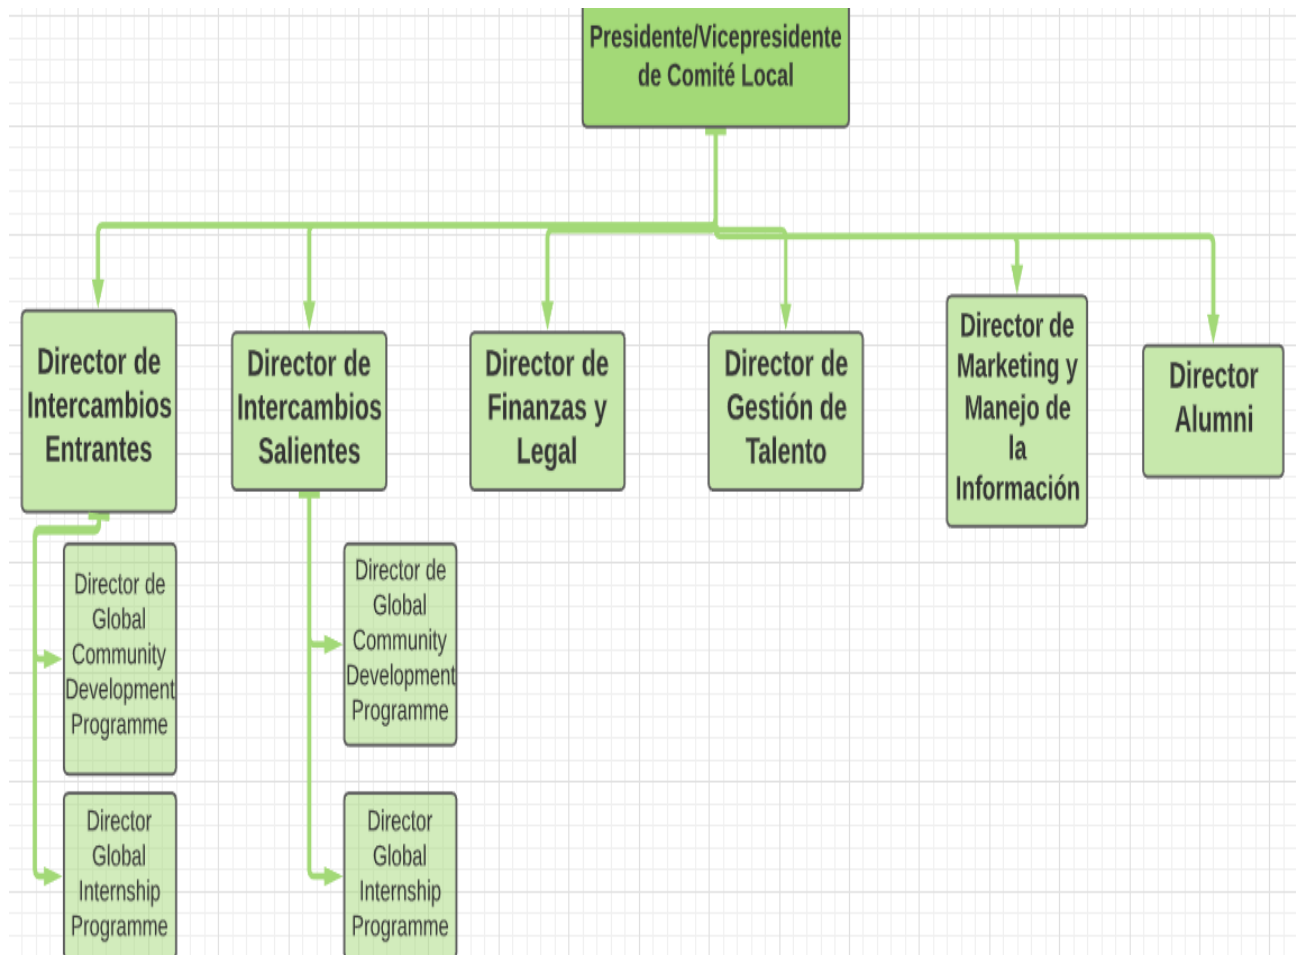 Presidente/Vicepresidente
de Comité Local
Director de
Intercambios
Entrantes
Director de
Intercambios
Salientes
Director de
Finanzas y
Legal
Director de
Gestión de
Talento
Director de
Marketing y
Manejo de
la
Información
Director
Alumni
Director de
Global
Community
Development
Programme
Director de
Global
Community
Development
Programme
Director
Global
Internship
Programme
Director
Global
Internship
Programme